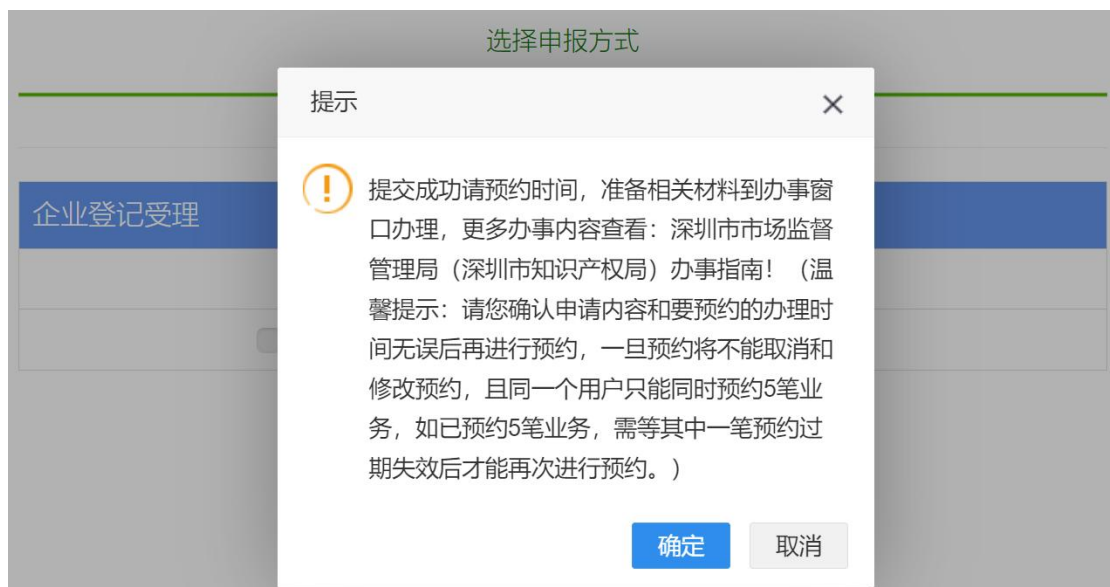 选择申报方式
提示
企业登记受理
提交成功请预约时间，准备相关材料到办事窗
口办理，更多办事内容查看：深圳市市场监督
管理局（深圳市知识产权局）办事指南！（温
馨提示：请您确认申请内容和要预约的办理时
间无误后再进行预约，一旦预约将不能取消和
修改预约，且同一个用户只能同时预约5笔业
务，如已预约5笔业务，需等其中一笔预约过
期失效后才能再次进行预约。）
确定
取消